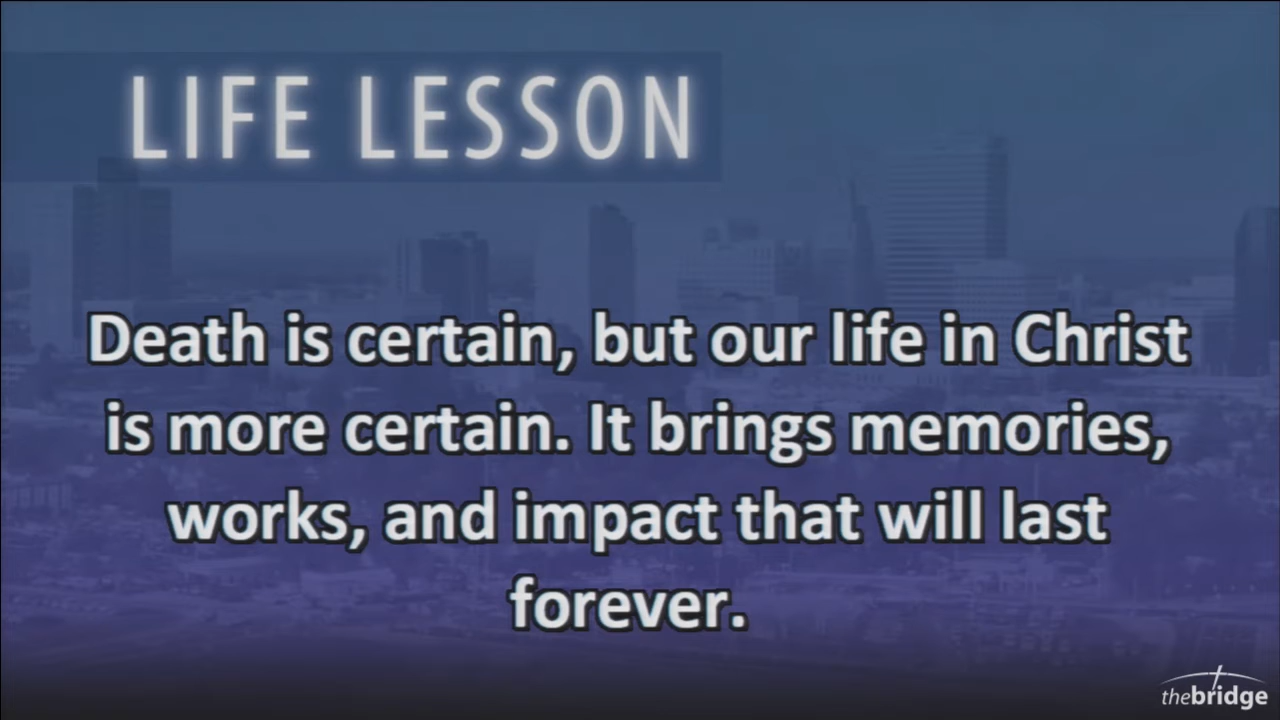 LIFE LESSON
Death is certain, but our life in Christ
is more certain. It brings memories,
works, and impact that will last
forever.
thebridge